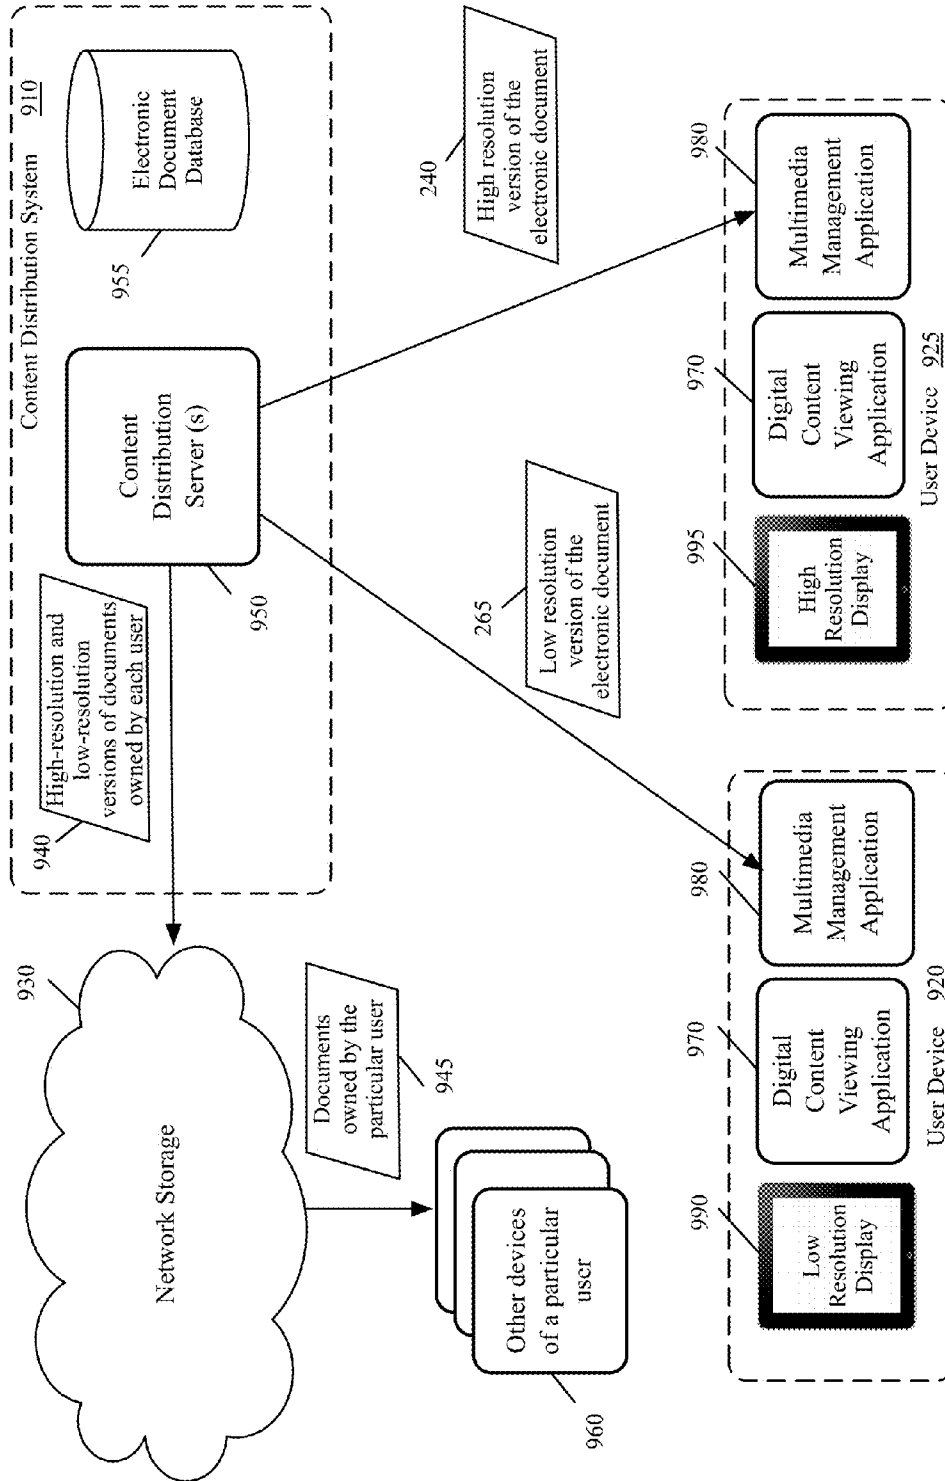 Content Distribution System 910
Electronic
Document
Database
955
Content
Distribution
Server (s)
950
High-resolution and
low-resolution
versions of documents
owned by each user
940
930
Network Storage
Documents
owned by the
particular user
945
Other devices
of a particular
user
960
240
High resolution
version of the
electronic document
265
Low resolution
version of the
electronic document
990
Low
Resolution
Display
970
Digital
Content
Viewing
Application
980
Multimedia
Management
Application
User Device 920
995
High
Resolution
Display
970
Digital
Content
Viewing
Application
980
Multimedia
Management
Application
User Device 925